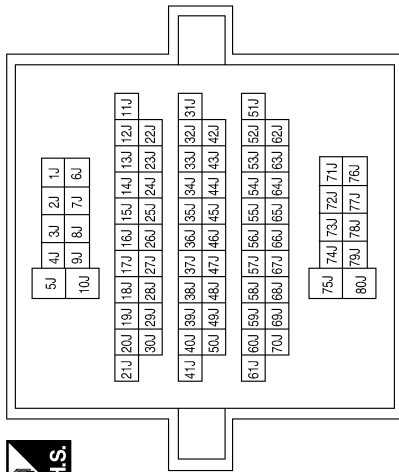 5J 4J 3J 2J 1J
10J 9J 8J 7J 6J
21J 20J 19J 18J 17J 16J 15J 14J 13J 12J 11J
30J 29J 28J 27J 26J 25J 24J 23J 22J
41J 40J 39J 38J 37J 36J 35J 34J 33J 32J 31J
50J 49J 48J 47J 46J 45J 44J 43J 42J
61J 60J 59J 58J 57J 56J 55J 54J 53J 52J 51J
70J 69J 68J 67J 66J 65J 64J 63J 62J
75J 74J 73J 72J 71J
80J 79J 78J 77J 76J
H.S.